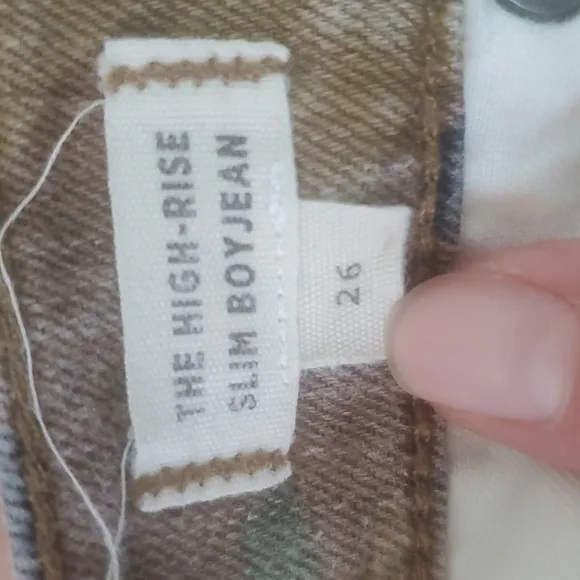 THE HIGH-RISE
SLIM BOYJEAN
26